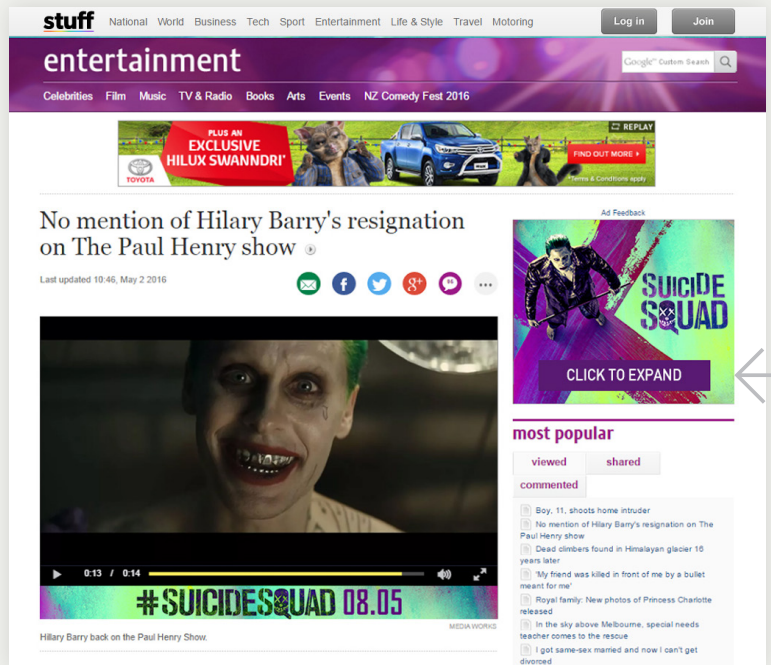 stuff
National World Business Tech Sport Entertainment Life & Style Travel Motoring
Log in
Join
entertainment
Google™ Custom Search
Celebrities Film Music TV & Radio Books Arts Events NZ Comedy Fest 2016
PLUS AN
EXCLUSIVE
HILUX SWANNDRI*
TOYOTA
REPLAY
FIND OUT MORE
*Terms & Conditions apply
No mention of Hilary Barry's resignation
on The Paul Henry show
Last updated 10:46, May 2 2016
g+
Ad Feedback
SUICIDE
SQUAD
CLICK TO EXPAND
0:13 / 0:14
#SUICIDESQUAD 08.05
MEDIA WORKS
Hillary Barry back on the Paul Henry Show.
most popular
viewed
shared
commented
Boy, 11, shoots home intruder
No mention of Hilary Barry's resignation on The
Paul Henry show
Dead climbers found in Himalayan glacier 16
years later
'My friend was killed in front of me by a bullet
meant for me'
Royal family: New photos of Princess Charlotte
released
In the sky above Melbourne, special needs
teacher comes to the rescue
I got same-sex married and now I can't get
divorced